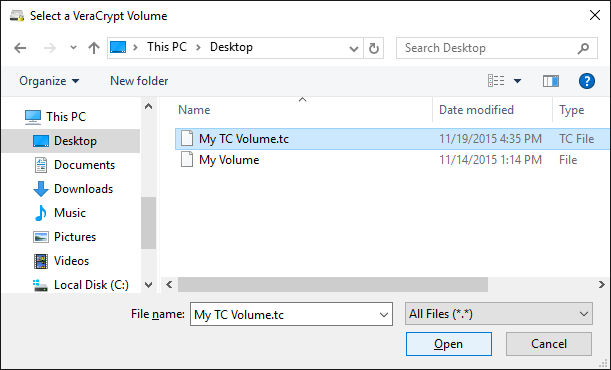 Select a VeraCrypt Volume
This PC > Desktop
Search Desktop
Organize New folder
This PC
Desktop
Documents
Downloads
Music
Pictures
Videos
Local Disk (C:)
Name Date modified Type
My TC Volume.tc 11/19/2015 4:35 PM TC File
My Volume 11/14/2015 1:14 PM File
File name: My TC Volume.tc All Files (*.*)
Open Cancel